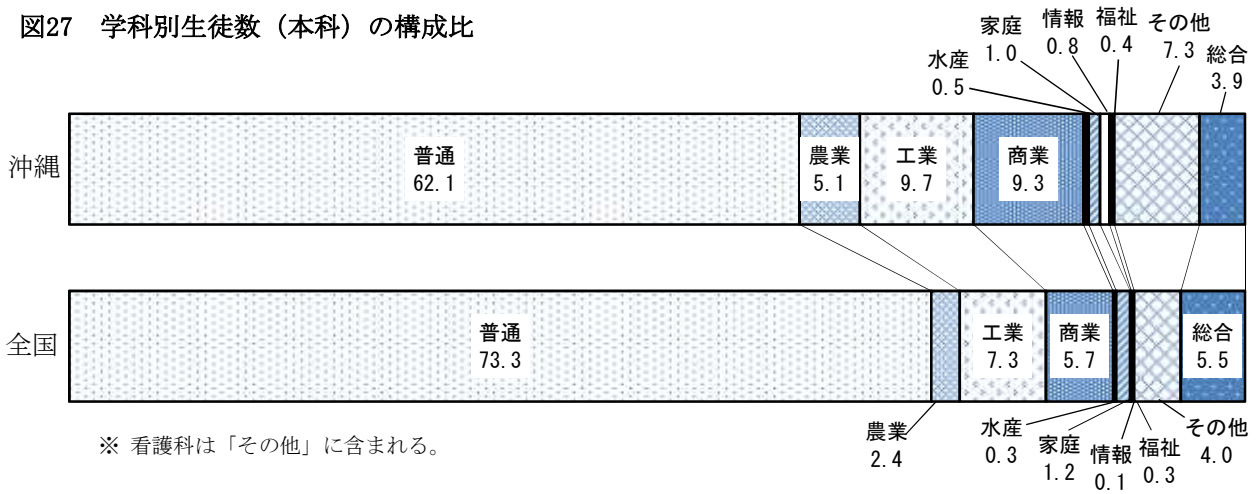 図27　学科別生徒数（本科）の構成比
水産
0.5
家庭
1.0
情報
0.8
福祉
0.4
その他
7.3
総合
3.9
沖縄
普通
62.1
農業
5.1
工業
9.7
商業
9.3
全国
普通
73.3
工業
7.3
商業
5.7
総合
5.5
農業
2.4
水産
0.3
家庭
1.2
情報
0.1
福祉
0.3
その他
4.0
※ 看護科は「その他」に含まれる。